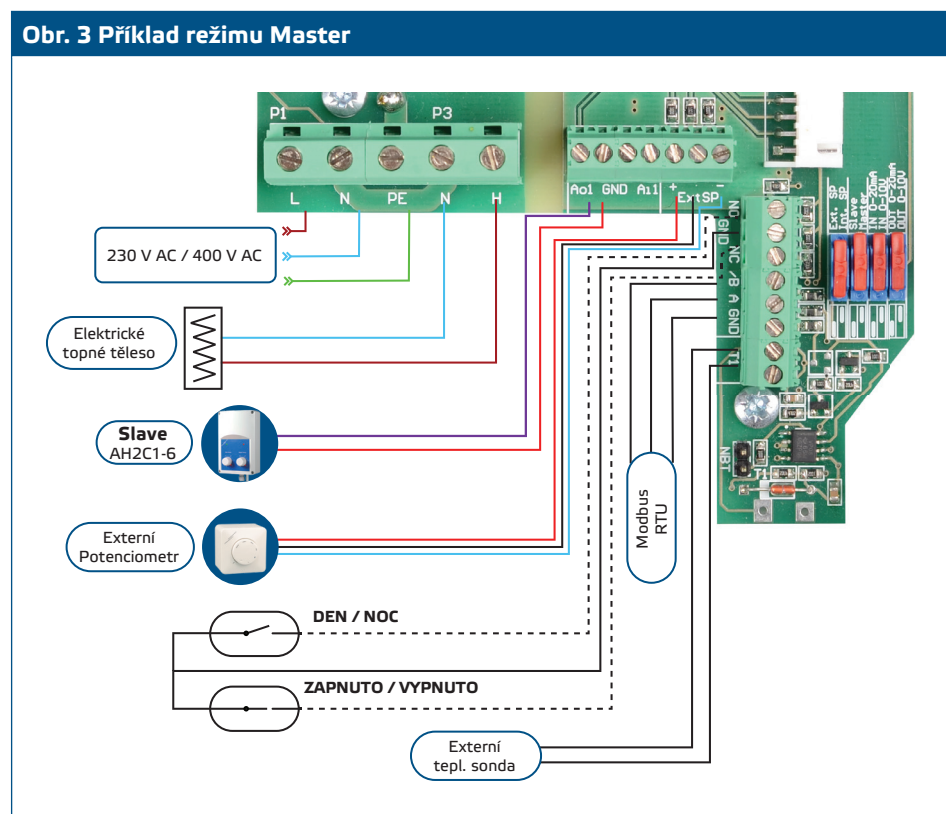 Obr. 3 Příklad režimu Master
P1
P3
L N PE N H
Ao1 GND Ai1 + ExtSP -
NO
GND
NC
/B
A
GND
T1
Ext. SP
Int. SP
Slave
Master
IN 0-20mA
IN 0-10V
OUT 0-20mA
OUT 0-10V
NBT
T1
230 V AC / 400 V AC
Elektrické
topné těleso
Slave
AH2C1-6
Externí
Potenciometr
Modbus
RTU
DEN / NOC
ZAPNUTO / VYPNUTO
Externí
tepl. sonda